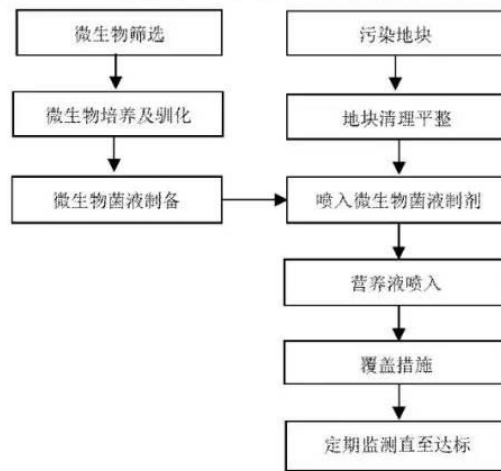 微生物筛选
污染地块
微生物培养及驯化
地块清理平整
微生物菌液制备
喷入微生物菌液制剂
营养液喷入
覆盖措施
定期监测直至达标